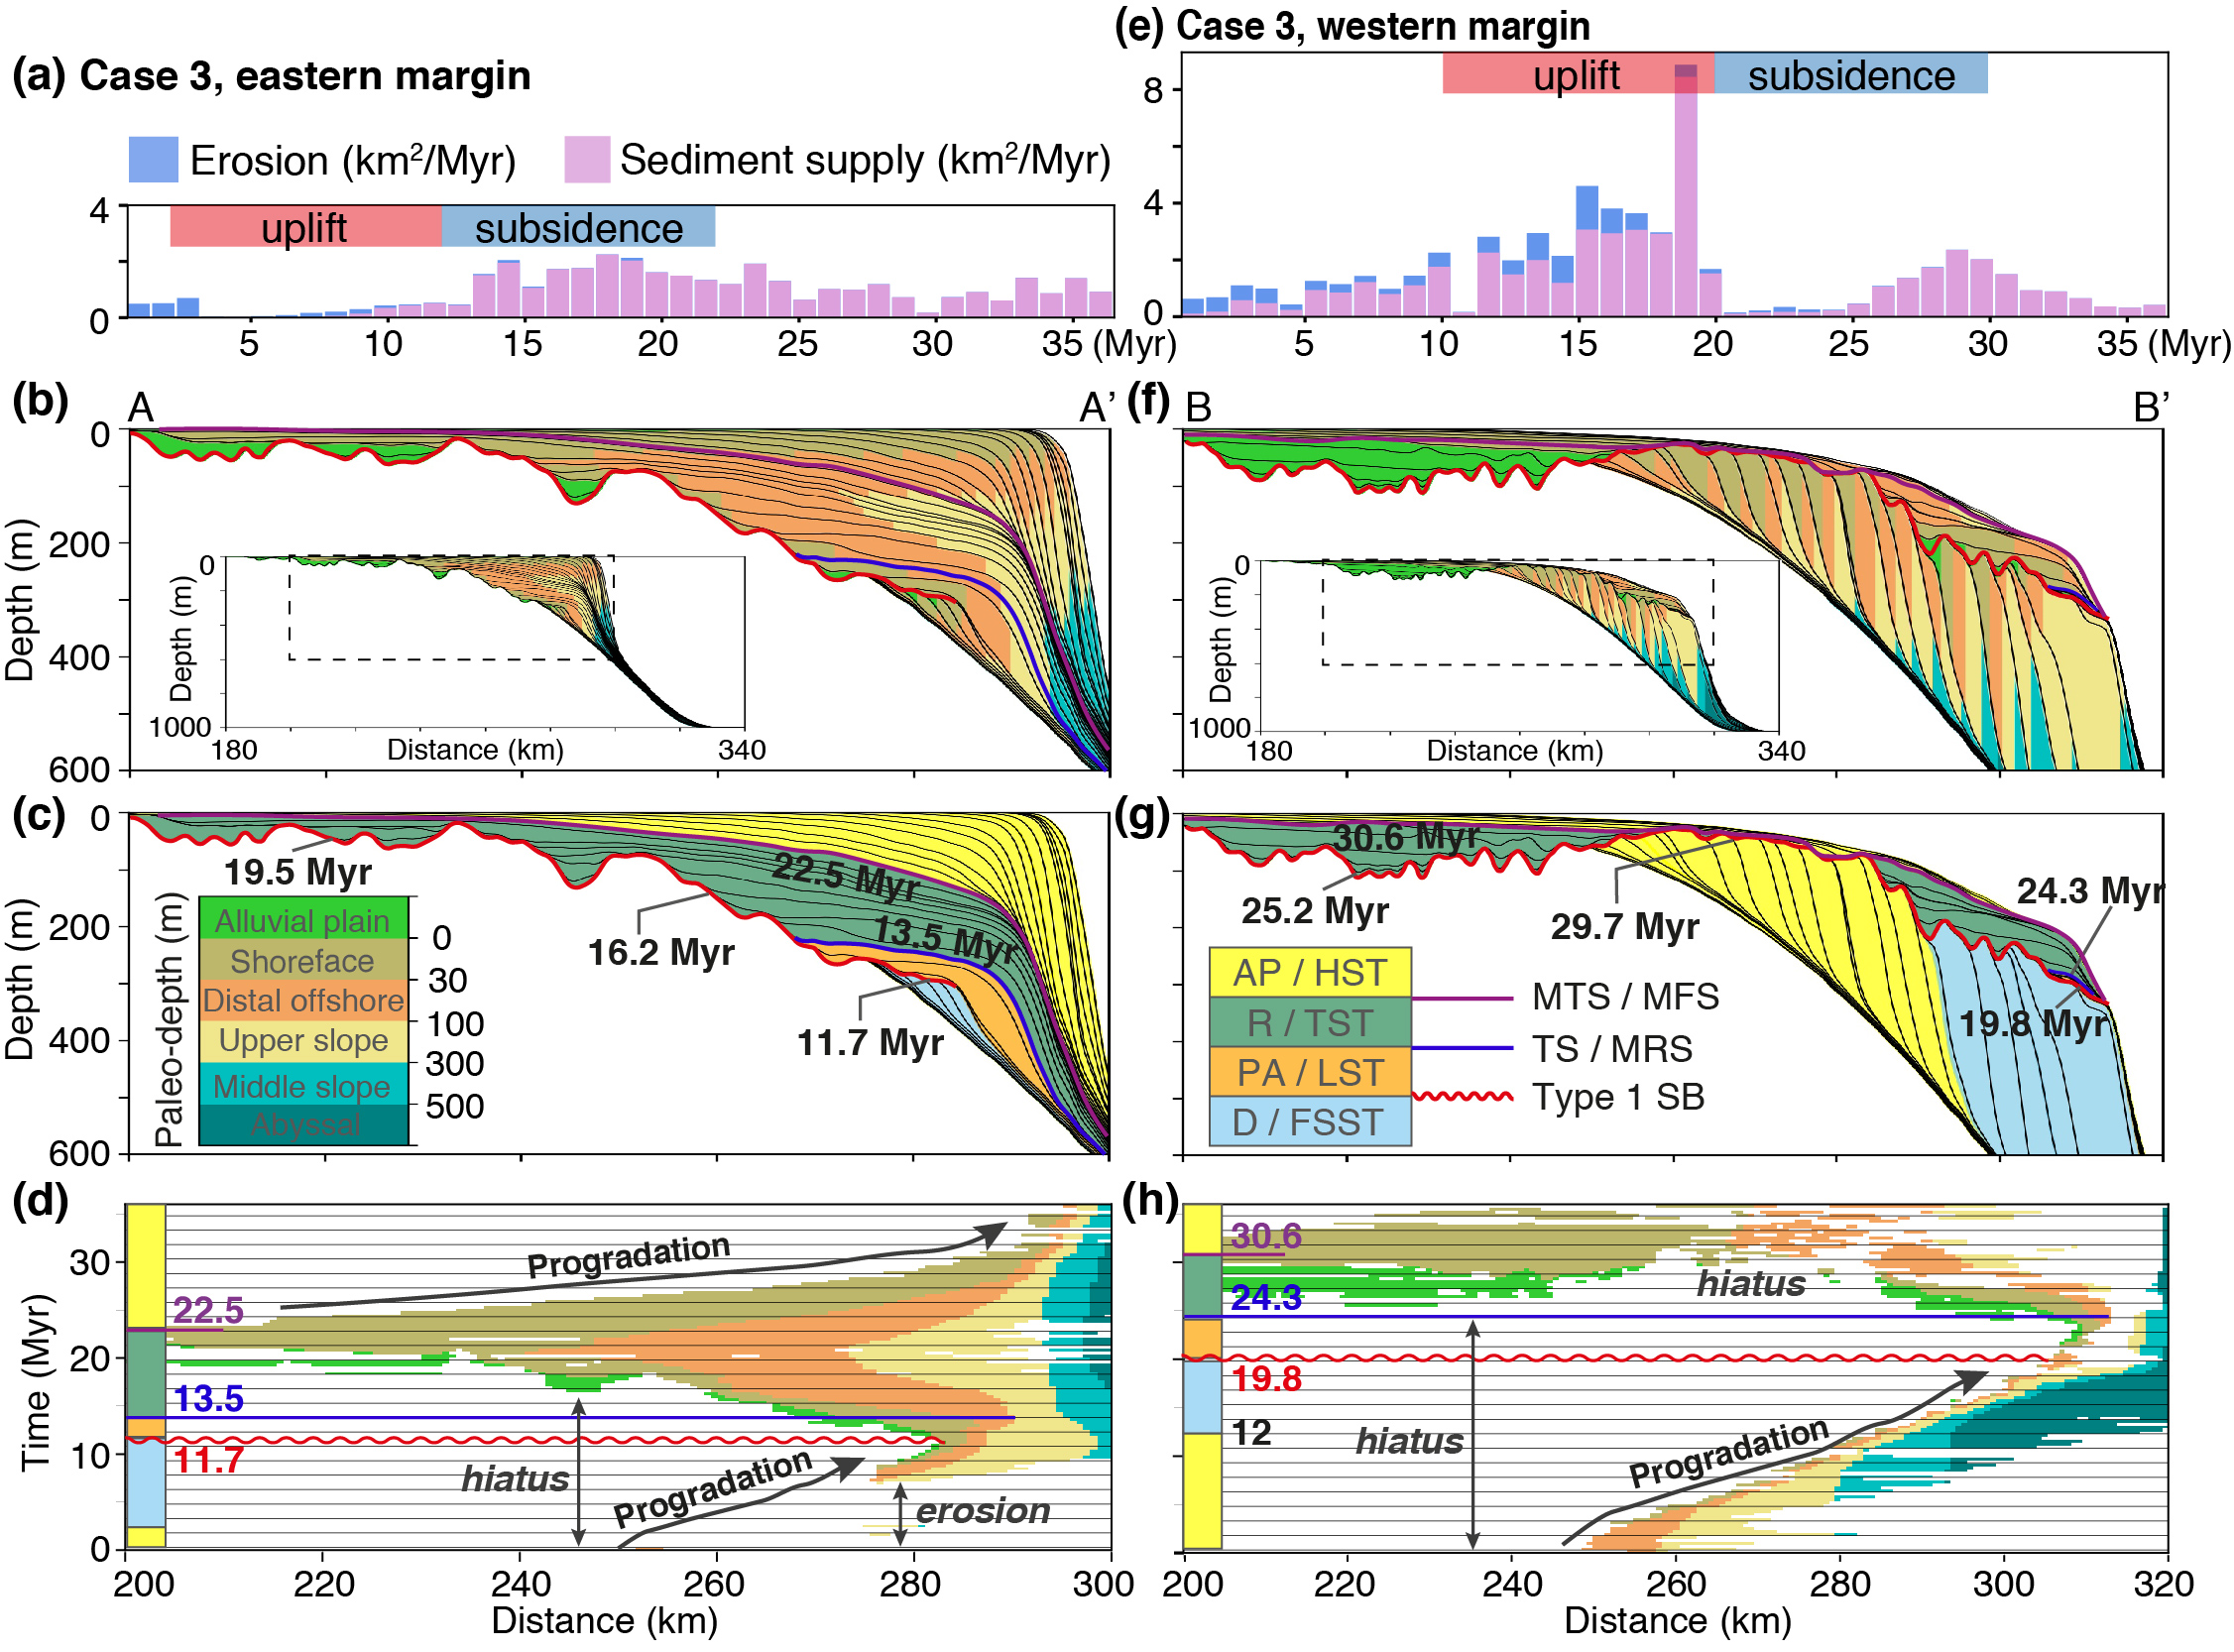 (a) Case 3, eastern margin
Erosion (km²/Myr)
Sediment supply (km²/Myr)
4
0
uplift
subsidence
5
10
15
20
25
30
35 (Myr)
(e) Case 3, western margin
8
4
0
uplift
subsidence
5
10
15
20
25
30
35 (Myr)
(b)
A
A’
0
200
400
600
Depth (m)
0
1000
Depth (m)
180
Distance (km)
340
(f)
B
B’
0
1000
Depth (m)
180
Distance (km)
340
(c)
0
200
400
600
Depth (m)
19.5 Myr
22.5 Myr
13.5 Myr
16.2 Myr
11.7 Myr
Paleo-depth (m)
Alluvial plain
0
Shoreface
30
Distal offshore
100
Upper slope
300
Middle slope
500
Abyssal
(g)
30.6 Myr
25.2 Myr
29.7 Myr
24.3 Myr
19.8 Myr
AP / HST
R / TST
PA / LST
D / FSST
MTS / MFS
TS / MRS
Type 1 SB
(d)
30
20
10
0
Time (Myr)
22.5
13.5
11.7
Progradation
hiatus
Progradation
erosion
200
220
240
260
280
300
Distance (km)
(h)
30.6
24.3
19.8
12
hiatus
hiatus
Progradation
200
220
240
260
280
300
320
Distance (km)